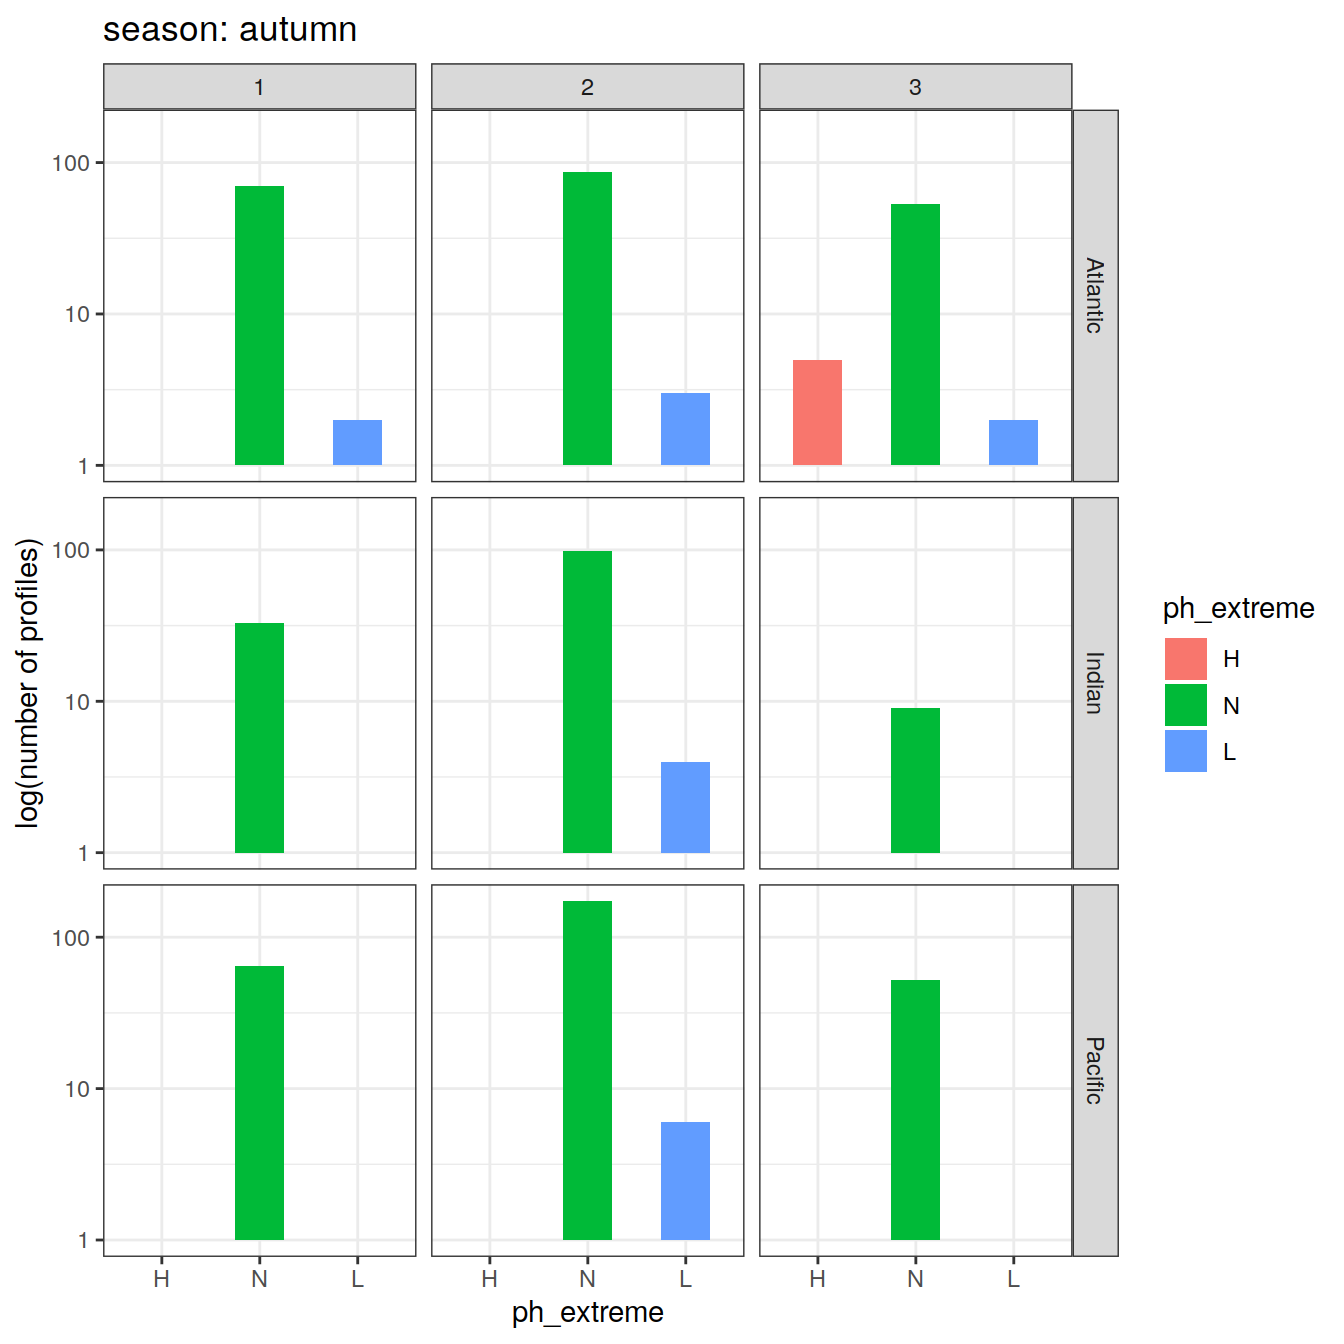 season: autumn
1 2 3
100
10
1
Atlantic
100
10
1
Indian
100
10
1
Pacific
log(number of profiles)
H N L H N L H N L
ph_extreme
ph_extreme
H
N
L